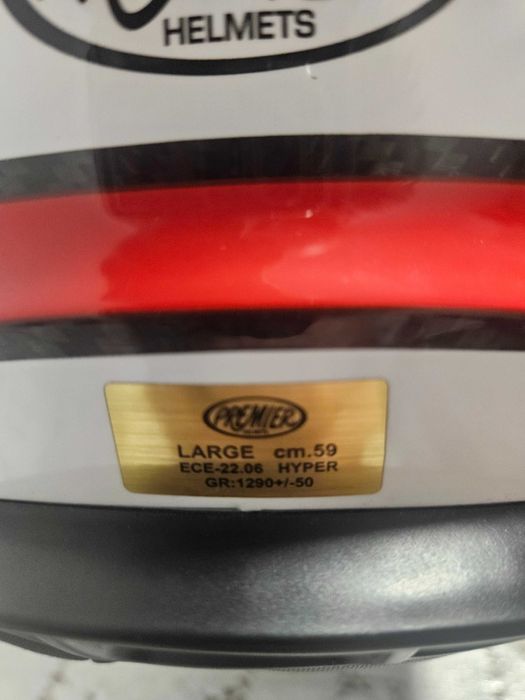 HELMETS
PREMIER
LARGE cm.59
ECE-22.06 HYPER
GR:1290+/-50